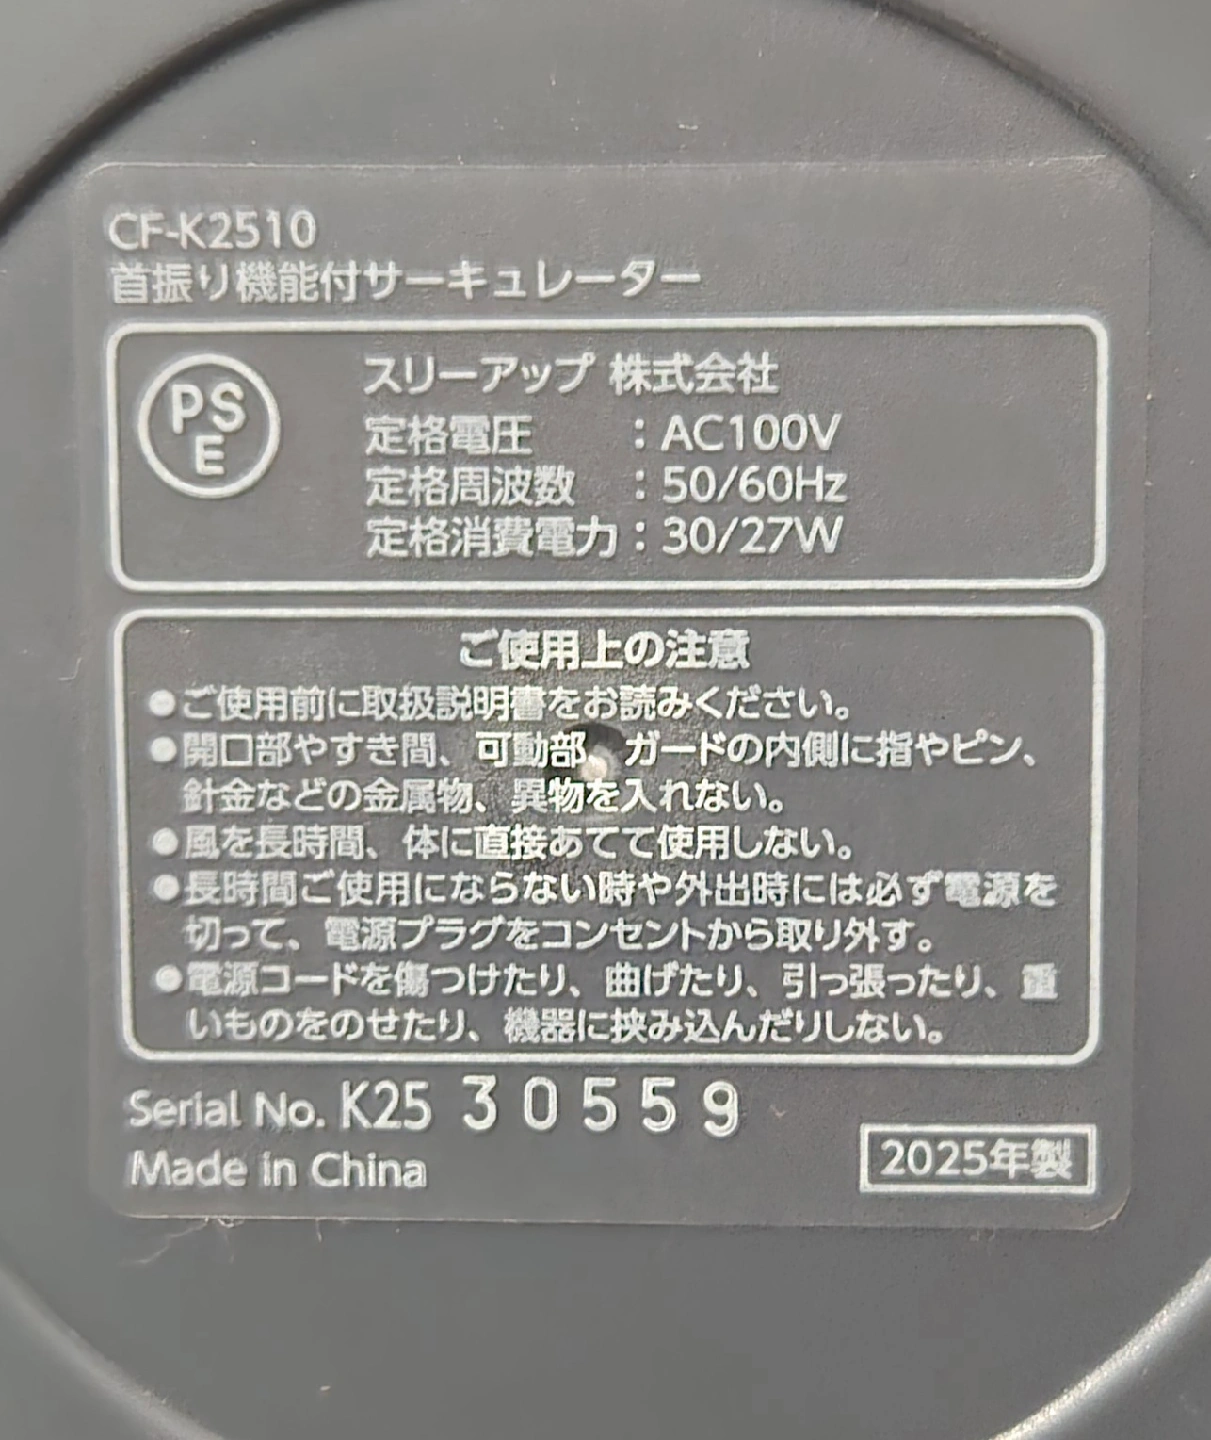 CF-K2510
首振り機能付サーキュレーター
PS
E
スリーアップ 株式会社
定格電圧 : AC100V
定格周波数 : 50/60Hz
定格消費電力 : 30/27W
ご使用上の注意
●ご使用前に取扱説明書をお読みください。
●開口部やすき間、可動部、ガードの内側に指やピン、
針金などの金属物、異物を入れない。
●風を長時間、体に直接あてて使用しない。
●長時間ご使用にならない時や外出時には必ず電源を
切って、電源プラグをコンセントから取り外す。
●電源コードを傷つけたり、曲げたり、引っ張ったり、重
いものをのせたり、機器に挟み込んだりしない。
Serial No. K25 30559
Made in China
2025年製